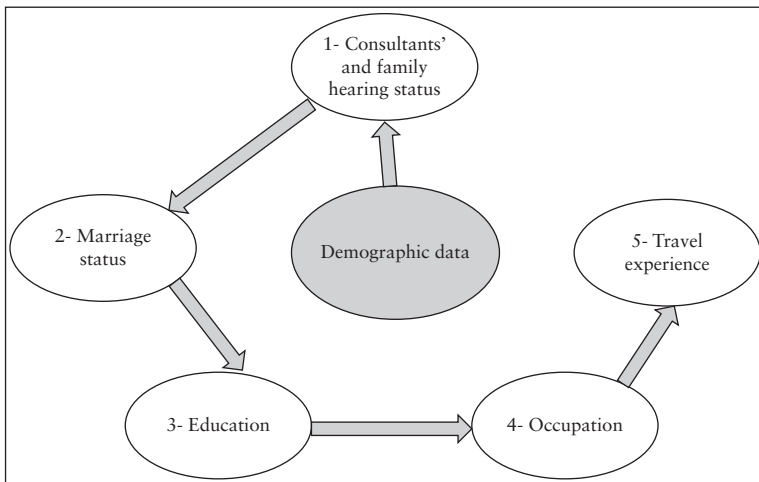 1- Consultants’
and family
hearing status
2- Marriage
status
Demographic data
5- Travel
experience
3- Education
4- Occupation